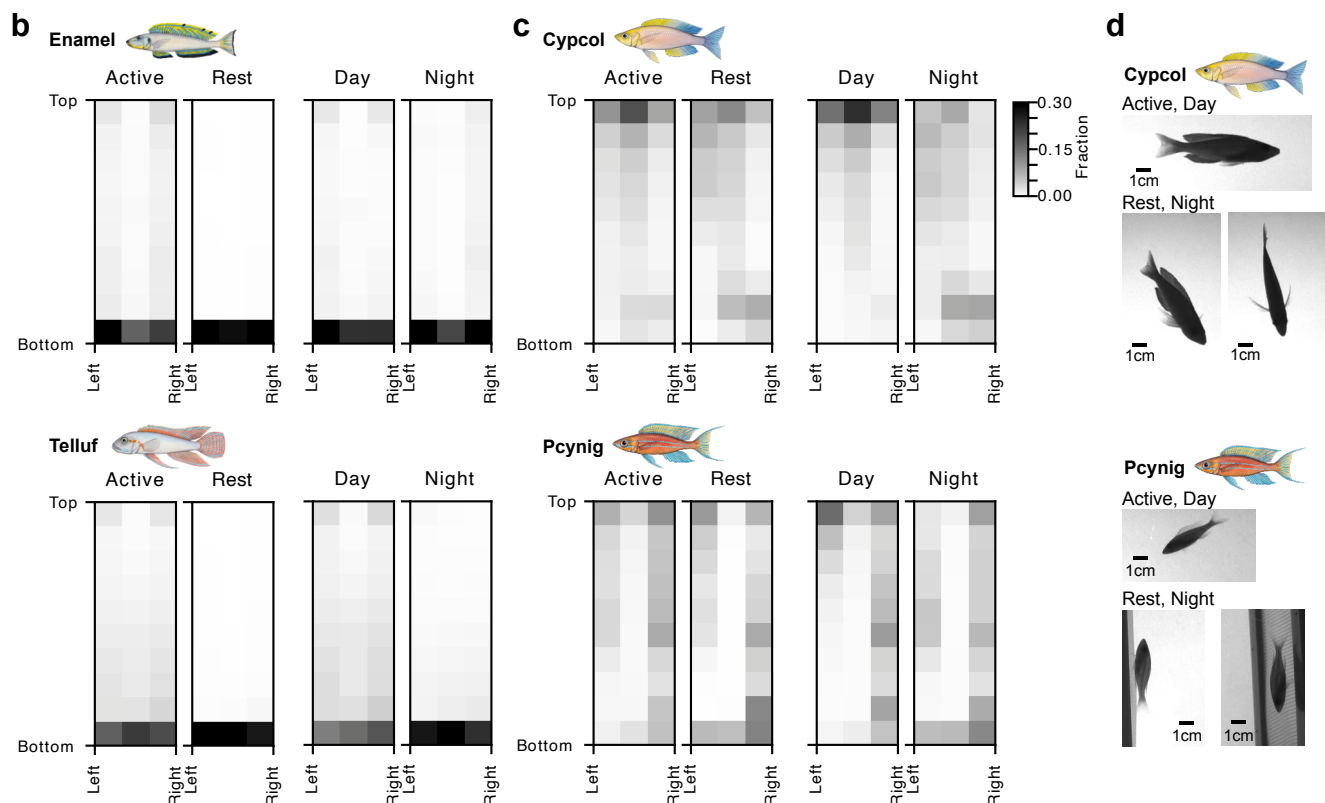 b
Enamel
Active Rest Day Night
Top
Bottom
Left Right Left Right Left Right Left Right
c
Cypcol
Active Rest Day Night
0.30
0.15
0.00
Fraction
Left Right Left Right Left Right Left Right
d
Cypcol
Active, Day
1cm
Rest, Night
1cm 1cm
Telluf
Active Rest Day Night
Top
Bottom
Left Right Left Right Left Right Left Right
Pcynig
Active Rest Day Night
Left Right Left Right Left Right Left Right
Pcynig
Active, Day
1cm
Rest, Night
1cm 1cm